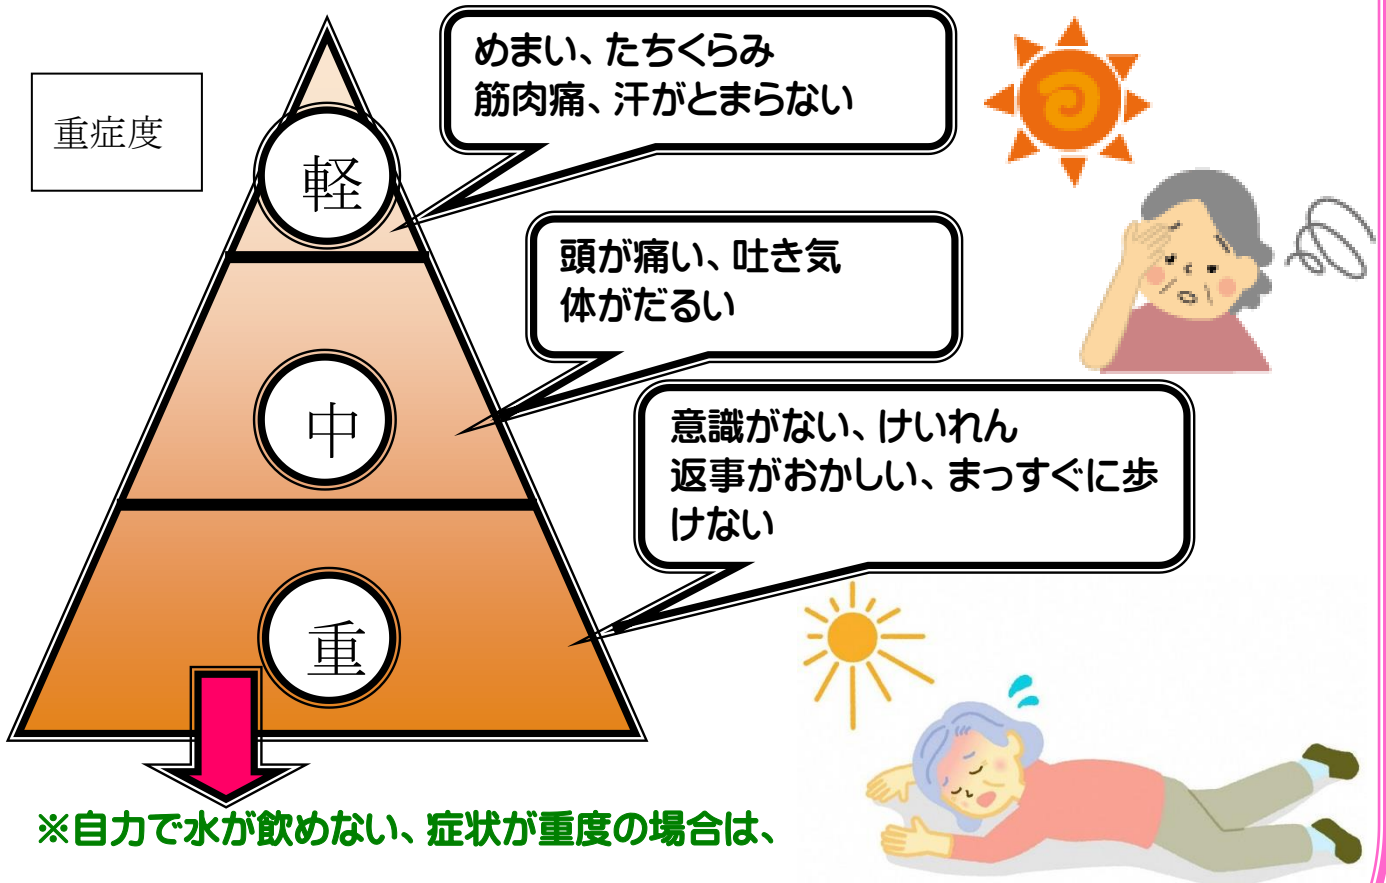 重症度
めまい、たちくらみ
筋肉痛、汗がとまらない
軽
頭が痛い、吐き気
体がだるい
中
意識がない、けいれん
返事がおかしい、まっすぐに歩
けない
重
※自力で水が飲めない、症状が重度の場合は、